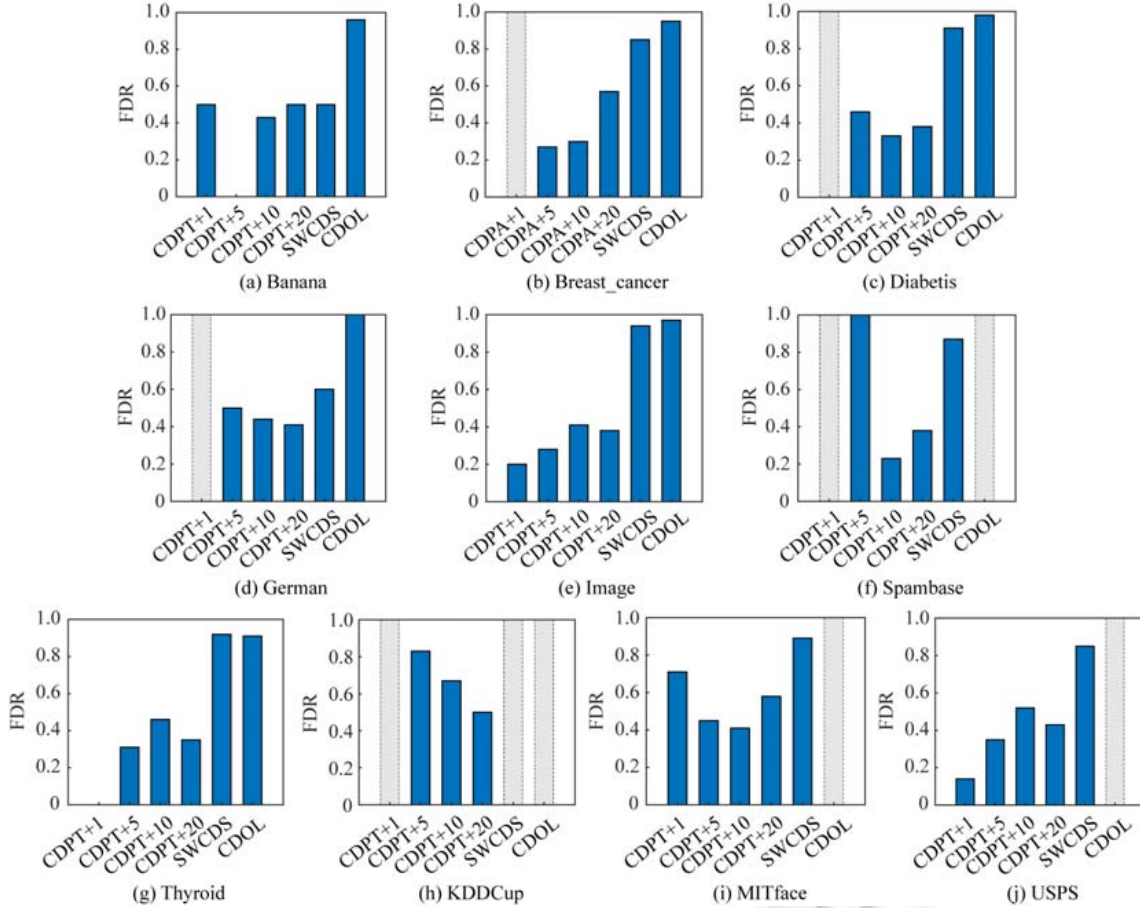 1.0
0.8
0.6
0.4
0.2
0
FDR
CDPT+1
CDPT+5
CDPT+10
CDPT+20
SWCDS
CDOL
(a) Banana
1.0
0.8
0.6
0.4
0.2
0
FDR
CDPA+1
CDPA+5
CDPA+10
CDPA+20
SWCDS
CDOL
(b) Breast_cancer
1.0
0.8
0.6
0.4
0.2
0
FDR
CDPT+1
CDPT+5
CDPT+10
CDPT+20
SWCDS
CDOL
(c) Diabetis
1.0
0.8
0.6
0.4
0.2
0
FDR
CDPT+1
CDPT+5
CDPT+10
CDPT+20
SWCDS
CDOL
(d) German
1.0
0.8
0.6
0.4
0.2
0
FDR
CDPT+1
CDPT+5
CDPT+10
CDPT+20
SWCDS
CDOL
(e) Image
1.0
0.8
0.6
0.4
0.2
0
FDR
CDPT+1
CDPT+5
CDPT+10
CDPT+20
SWCDS
CDOL
(f) Spambase
1.0
0.8
0.6
0.4
0.2
0
FDR
CDPT+1
CDPT+5
CDPT+10
CDPT+20
SWCDS
CDOL
(g) Thyroid
1.0
0.8
0.6
0.4
0.2
0
FDR
CDPT+1
CDPT+5
CDPT+10
CDPT+20
SWCDS
CDOL
(h) KDDCup
1.0
0.8
0.6
0.4
0.2
0
FDR
CDPT+1
CDPT+5
CDPT+10
CDPT+20
SWCDS
CDOL
(i) MITface
1.0
0.8
0.6
0.4
0.2
0
FDR
CDPT+1
CDPT+5
CDPT+10
CDPT+20
SWCDS
CDOL
(j) USPS